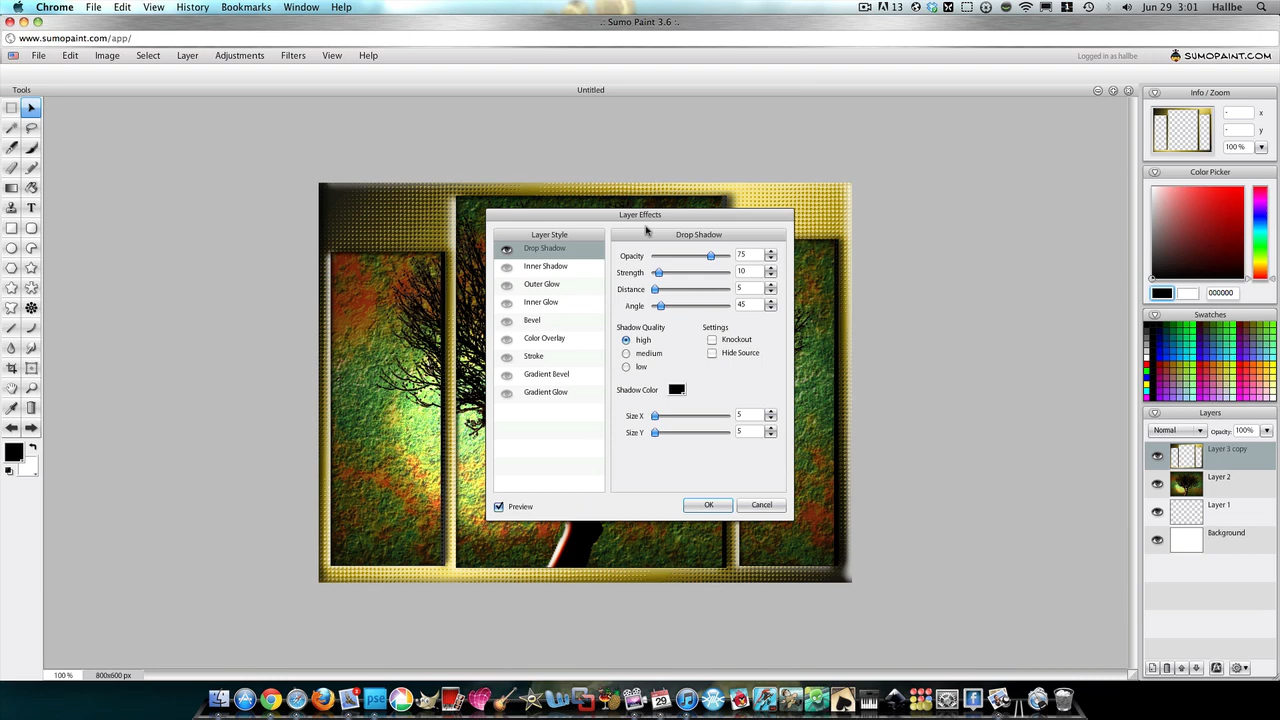 Chrome File Edit View History Bookmarks Window Help 13 Jun 29 3:01 Hallbe
.: Sumo Paint 3.6 :.
www.sumopaint.com/app/
File Edit Image Select Layer Adjustments Filters View Help Logged in as hallbe SUMOPAINT.COM
Tools Untitled Info / Zoom
- x
- y
100 %
Color Picker
000000
Swatches
Layers
Normal Opacity: 100%
Layer 3 copy
Layer 2
Layer 1
Background
Layer Effects
Layer Style
Drop Shadow
Inner Shadow
Outer Glow
Inner Glow
Bevel
Color Overlay
Stroke
Gradient Bevel
Gradient Glow
Drop Shadow
Opacity 75
Strength 10
Distance 5
Angle 45
Shadow Quality Settings
high Knockout
medium Hide Source
low
Shadow Color
Size X 5
Size Y 5
Preview OK Cancel
100 % 800x600 px
pse 29